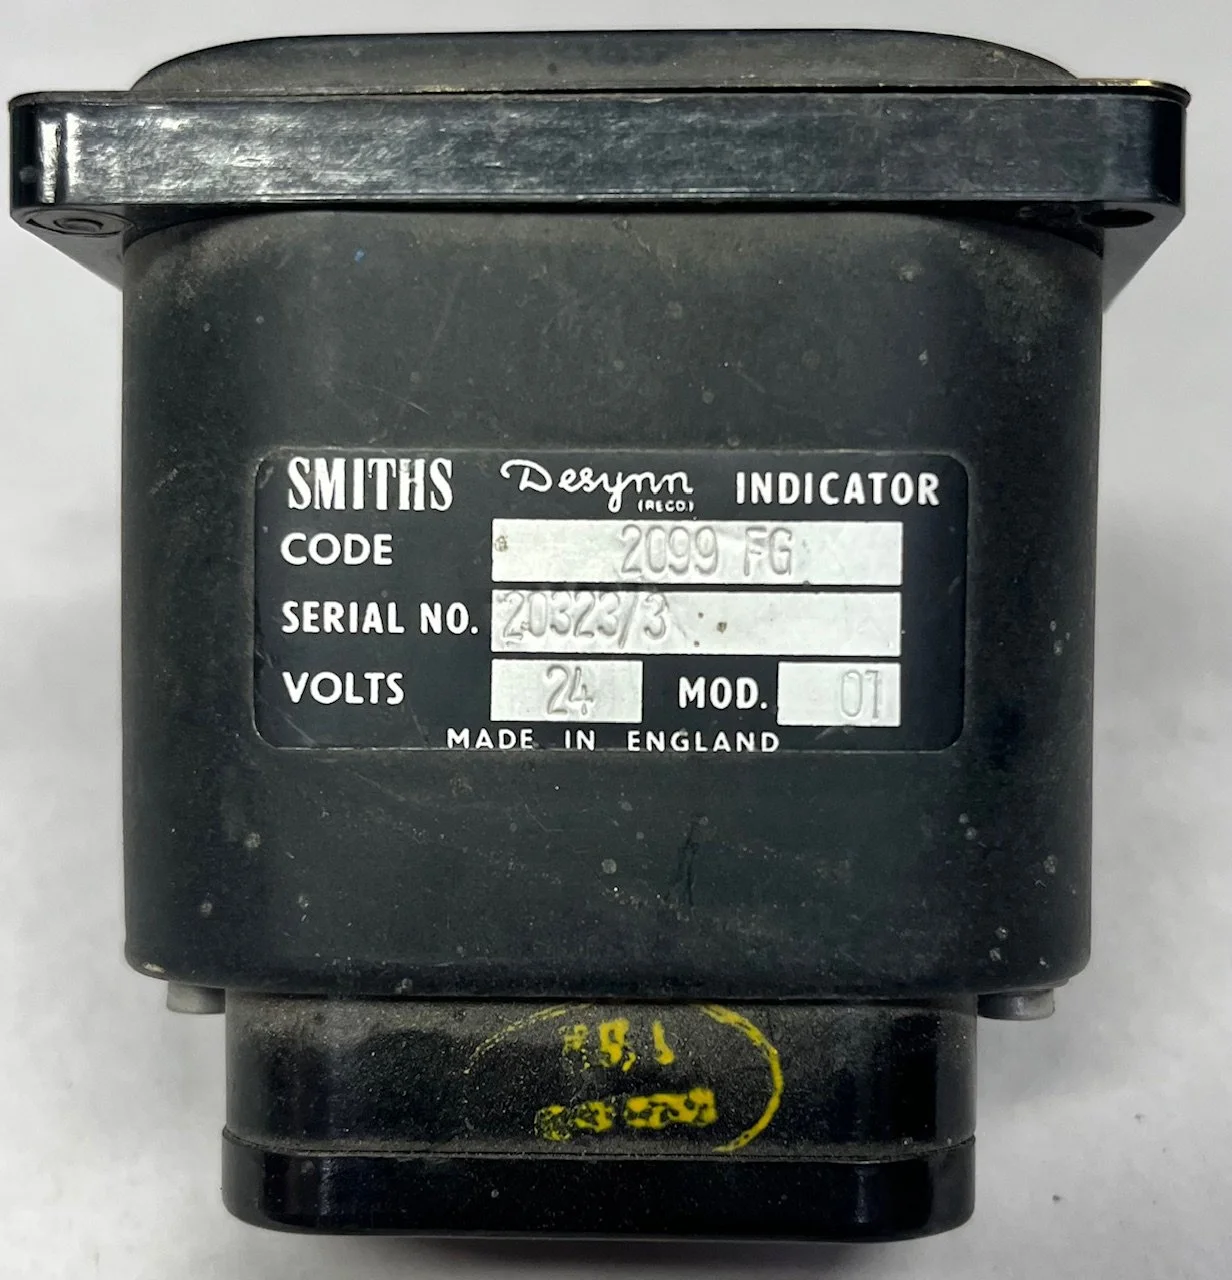 SMITHS Desynn INDICATOR
(REGD.)
CODE 2099 FG
SERIAL NO. 20323/3
VOLTS 24 MOD. 01
MADE IN ENGLAND